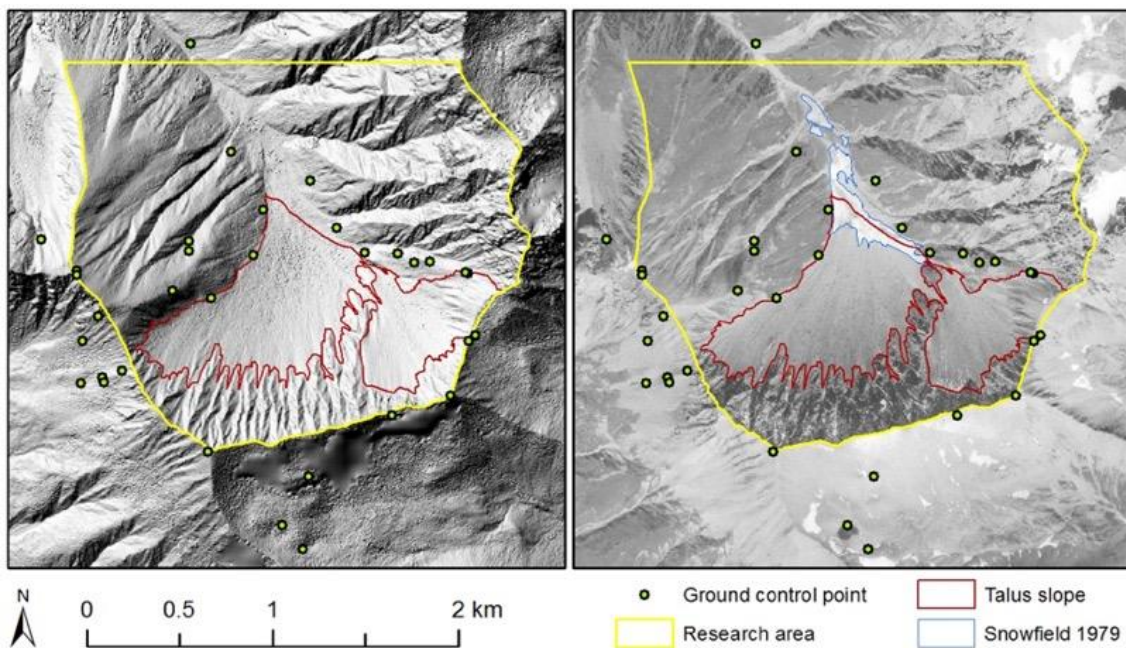 N
0 0.5 1 2 km
Ground control point
Talus slope
Research area
Snowfield 1979